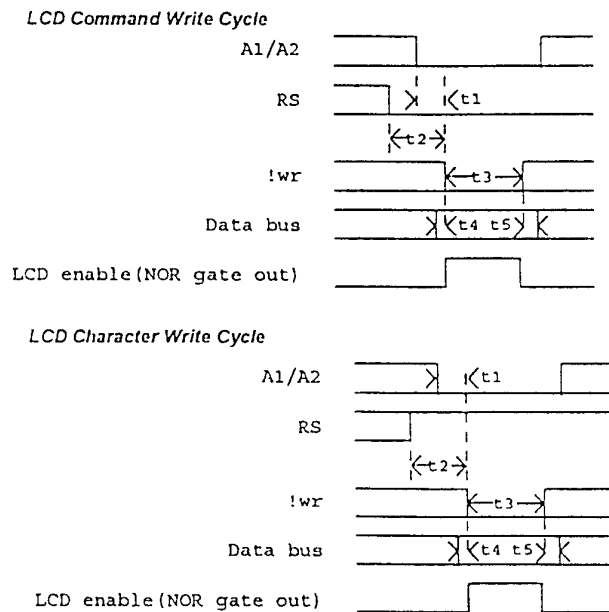 LCD Command Write Cycle
A1/A2
RS
t1
t2
!wr
t3
Data bus
t4 t5
LCD enable(NOR gate out)
LCD Character Write Cycle
A1/A2
t1
RS
t2
!wr
t3
Data bus
t4 t5
LCD enable(NOR gate out)